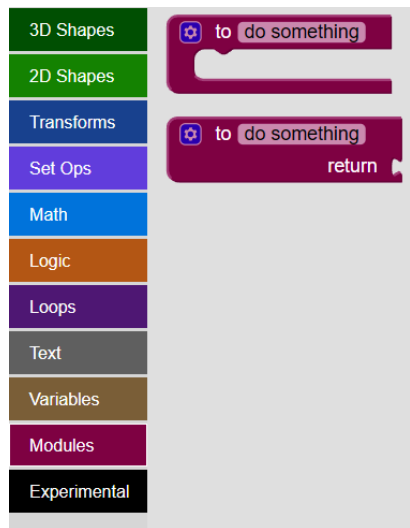 3D Shapes
2D Shapes
Transforms
Set Ops
Math
Logic
Loops
Text
Variables
Modules
Experimental
to do something
to do something
return